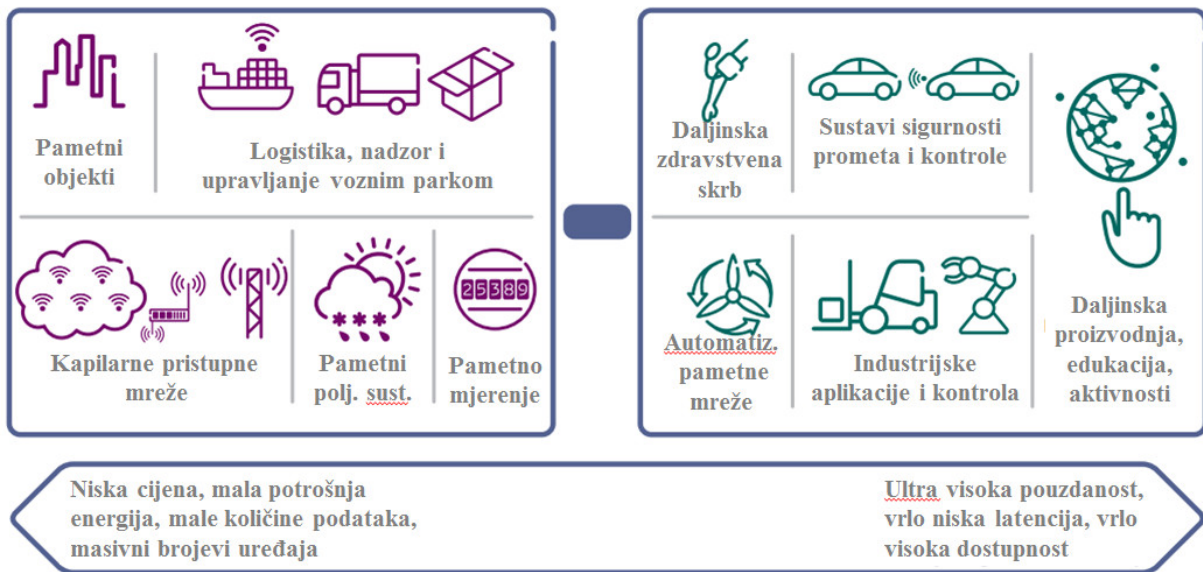 Pametni
objekti
Logistika, nadzor i
upravljanje voznim parkom
Kapilarne pristupne
mreže
Pametni
polj. sust.
25389
Pametno
mjerenje
Daljinska
zdravstvena
skrb
Sustavi sigurnosti
prometa i kontrole
Automatiz.
pametne
mreže
Industrijske
aplikacije i kontrola
Daljinska
proizvodnja,
edukacija,
aktivnosti
Niska cijena, mala potrošnja
energija, male količine podataka,
masivni brojevi uređaja
Ultra visoka pouzdanost,
vrlo niska latencija, vrlo
visoka dostupnost